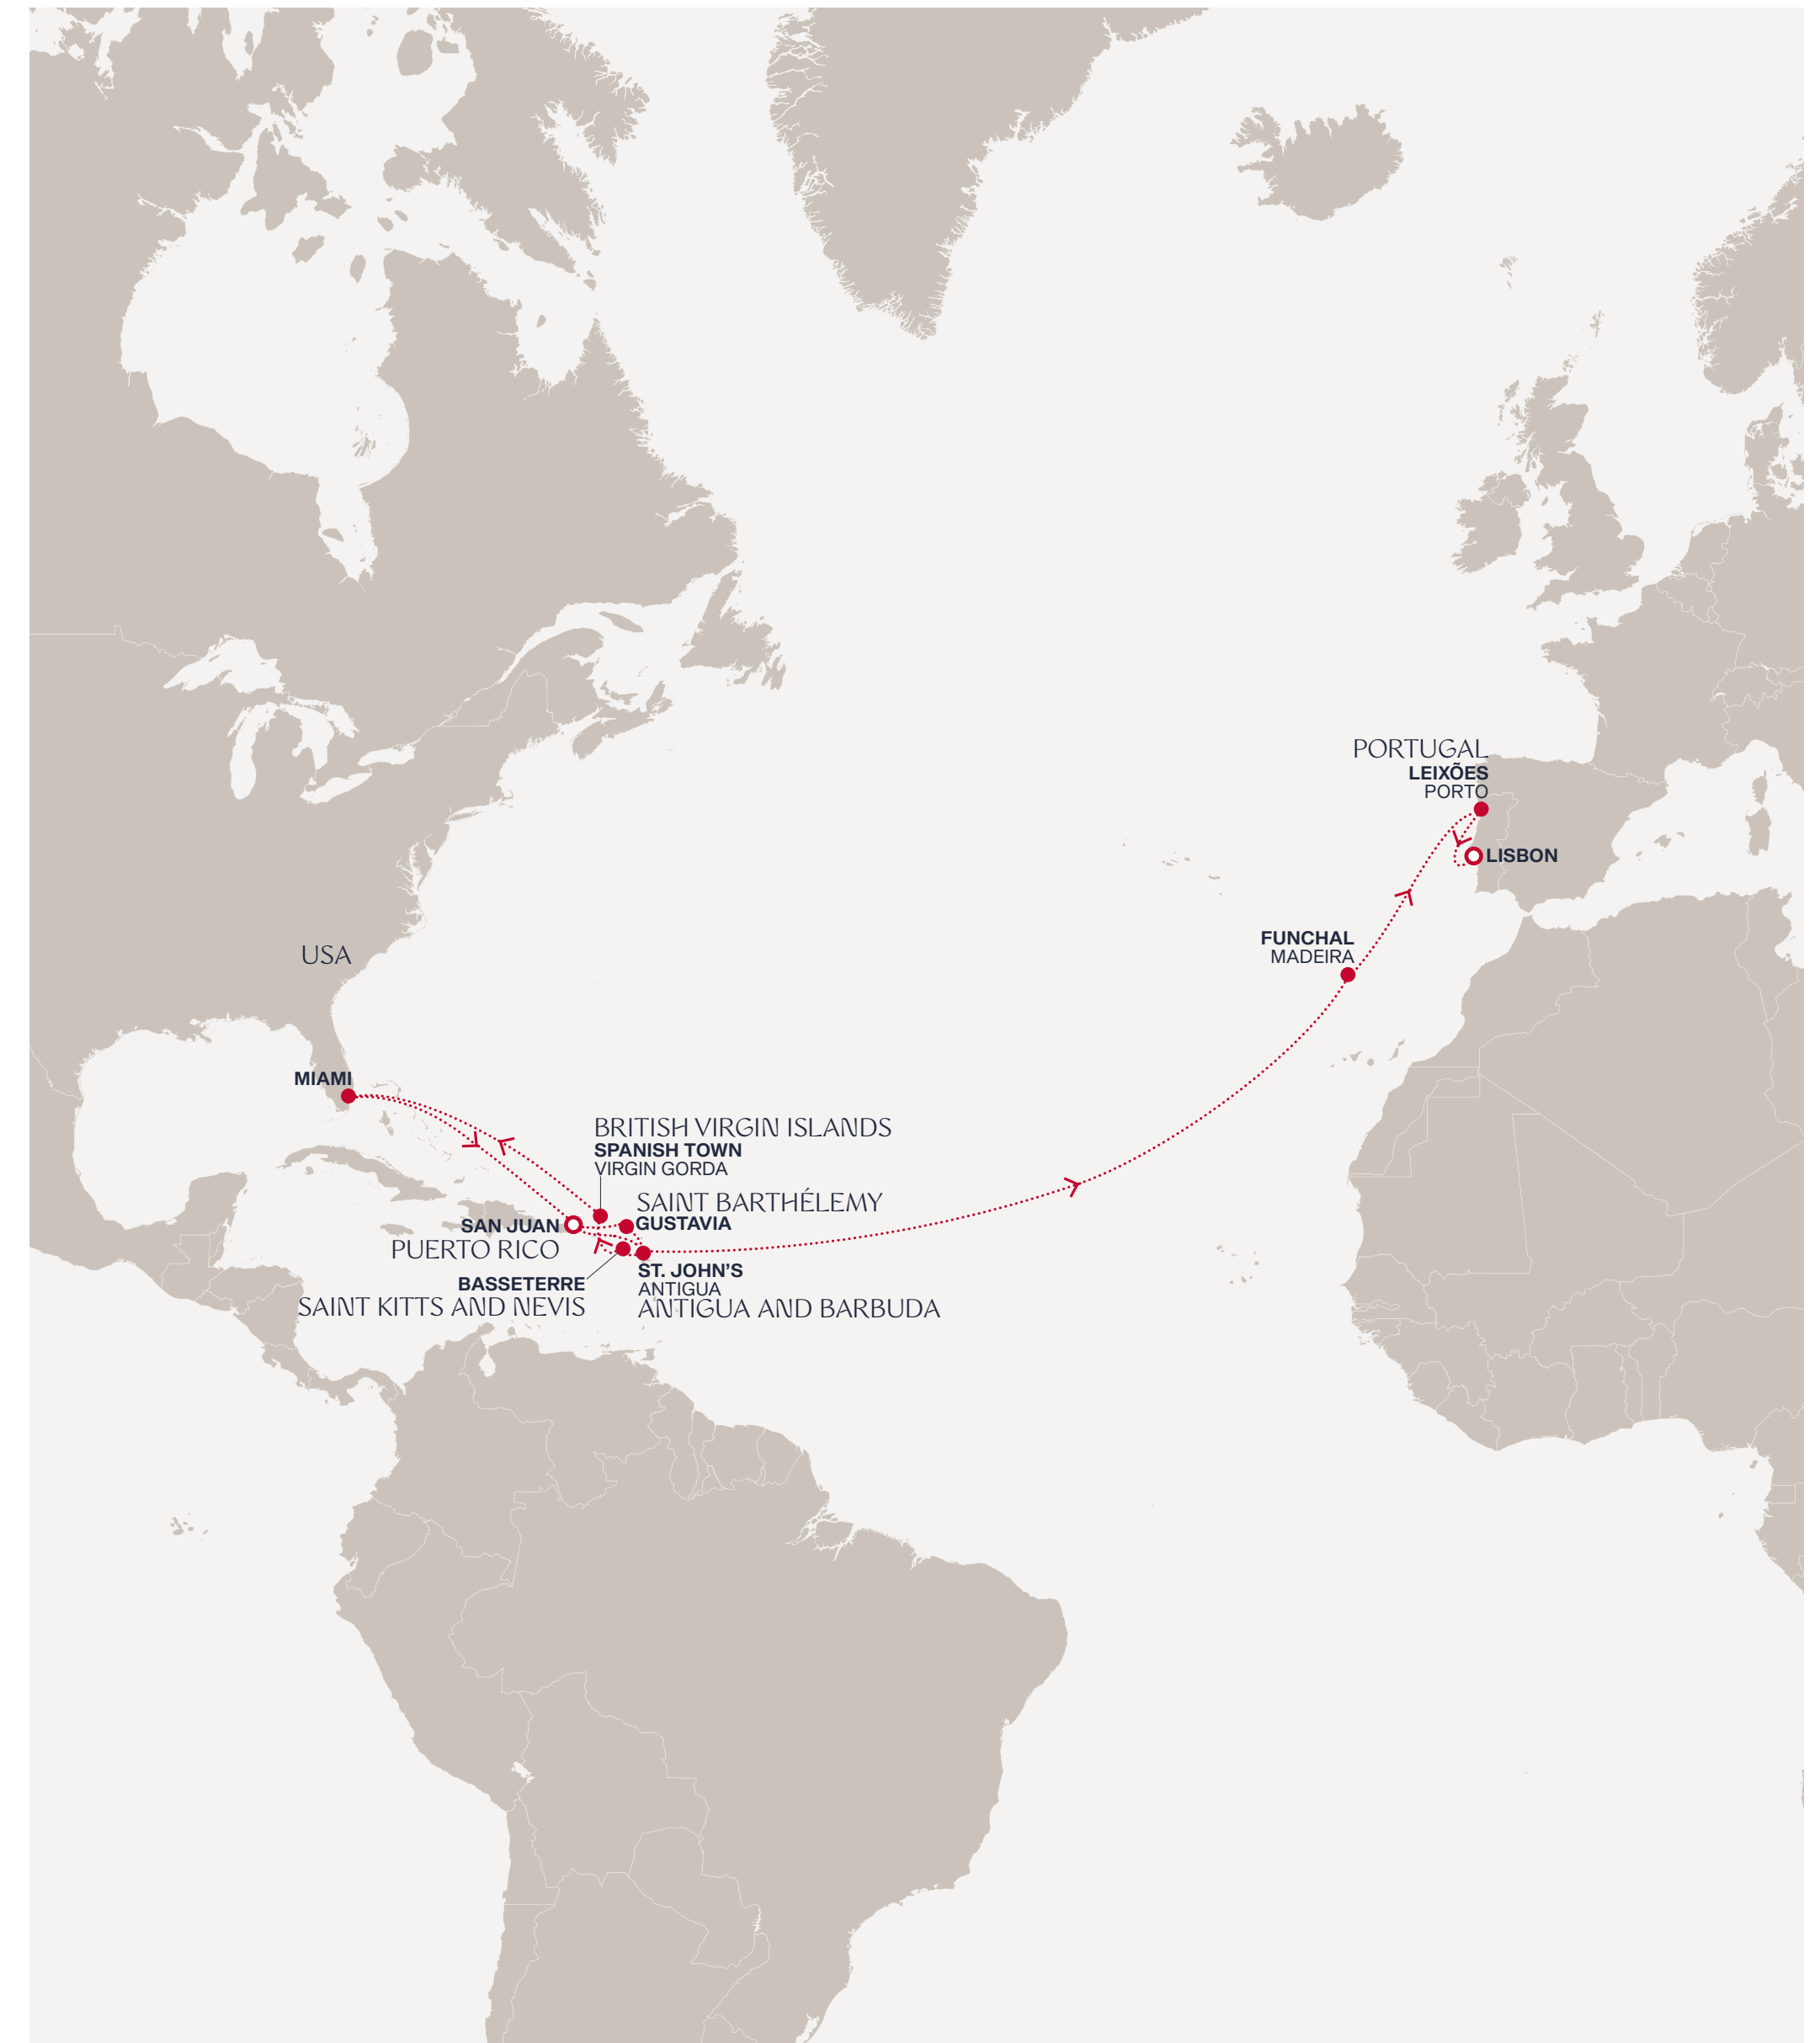 PORTUGAL
LEIXÕES
PORTO
LISBON
FUNCHAL
MADEIRA
USA
MIAMI
BRITISH VIRGIN ISLANDS
SPANISH TOWN
VIRGIN GORDA
SAINT BARTHÉLEMY
GUSTAVIA
SAN JUAN
PUERTO RICO
BASSETERRE
SAINT KITTS AND NEVIS
ST. JOHN'S
ANTIGUA
ANTIGUA AND BARBUDA